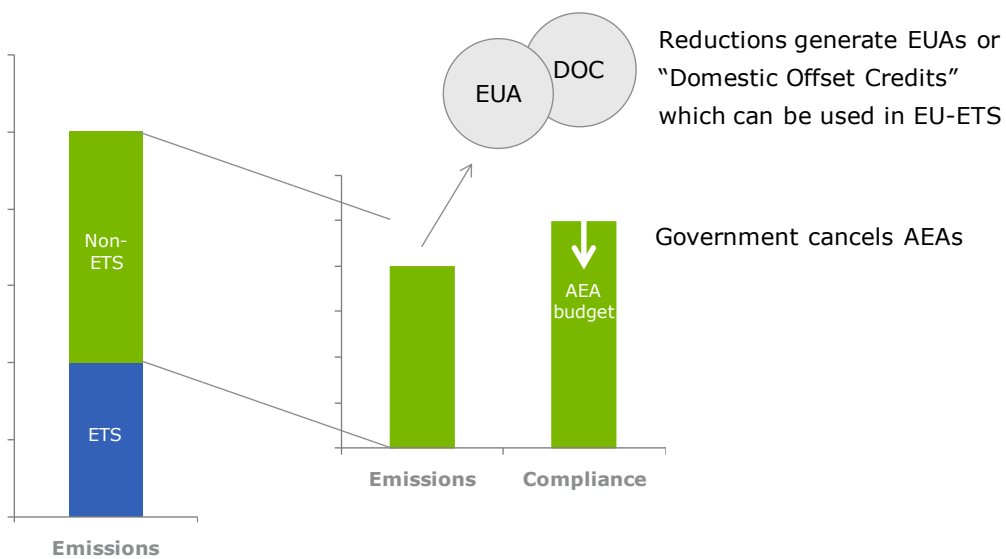 Reductions generate EUAs or
“Domestic Offset Credits”
which can be used in EU-ETS
EUA
DOC
Government cancels AEAs
Non-
ETS
AEA
budget
ETS
Emissions
Compliance
Emissions